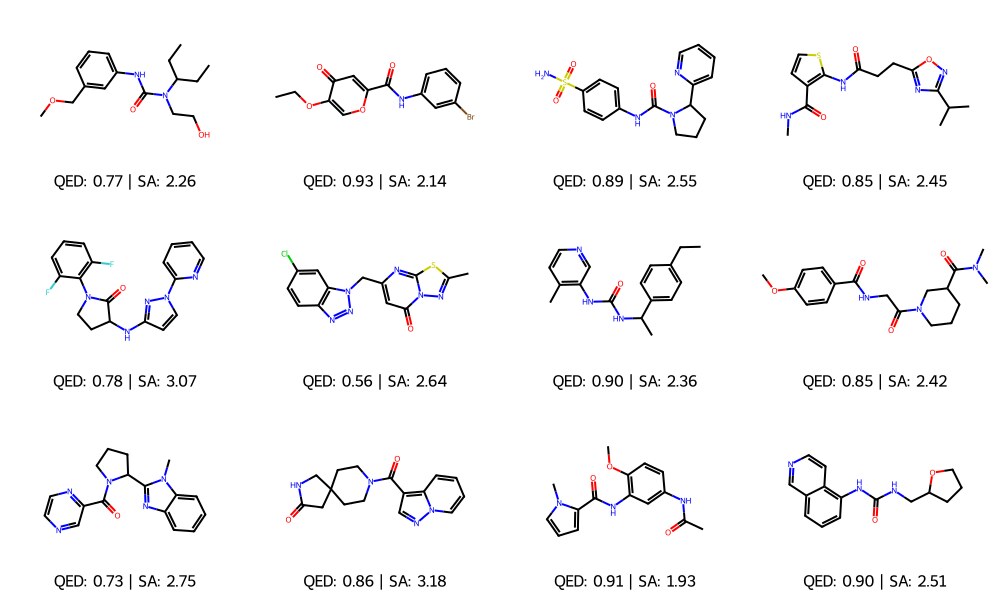 QED: 0.77 | SA: 2.26
QED: 0.93 | SA: 2.14
QED: 0.89 | SA: 2.55
QED: 0.85 | SA: 2.45
QED: 0.78 | SA: 3.07
QED: 0.56 | SA: 2.64
QED: 0.90 | SA: 2.36
QED: 0.85 | SA: 2.42
QED: 0.73 | SA: 2.75
QED: 0.86 | SA: 3.18
QED: 0.91 | SA: 1.93
QED: 0.90 | SA: 2.51